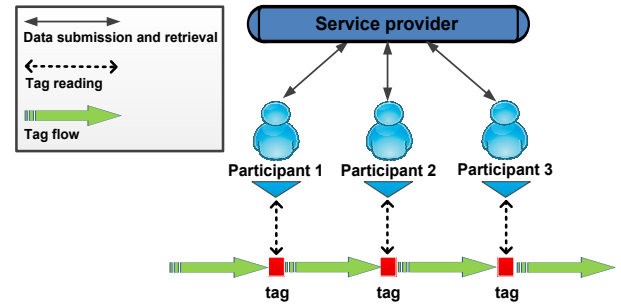 Service provider
Data submission and retrieval
Tag reading
Tag flow
Participant 1
Participant 2
Participant 3
tag
tag
tag